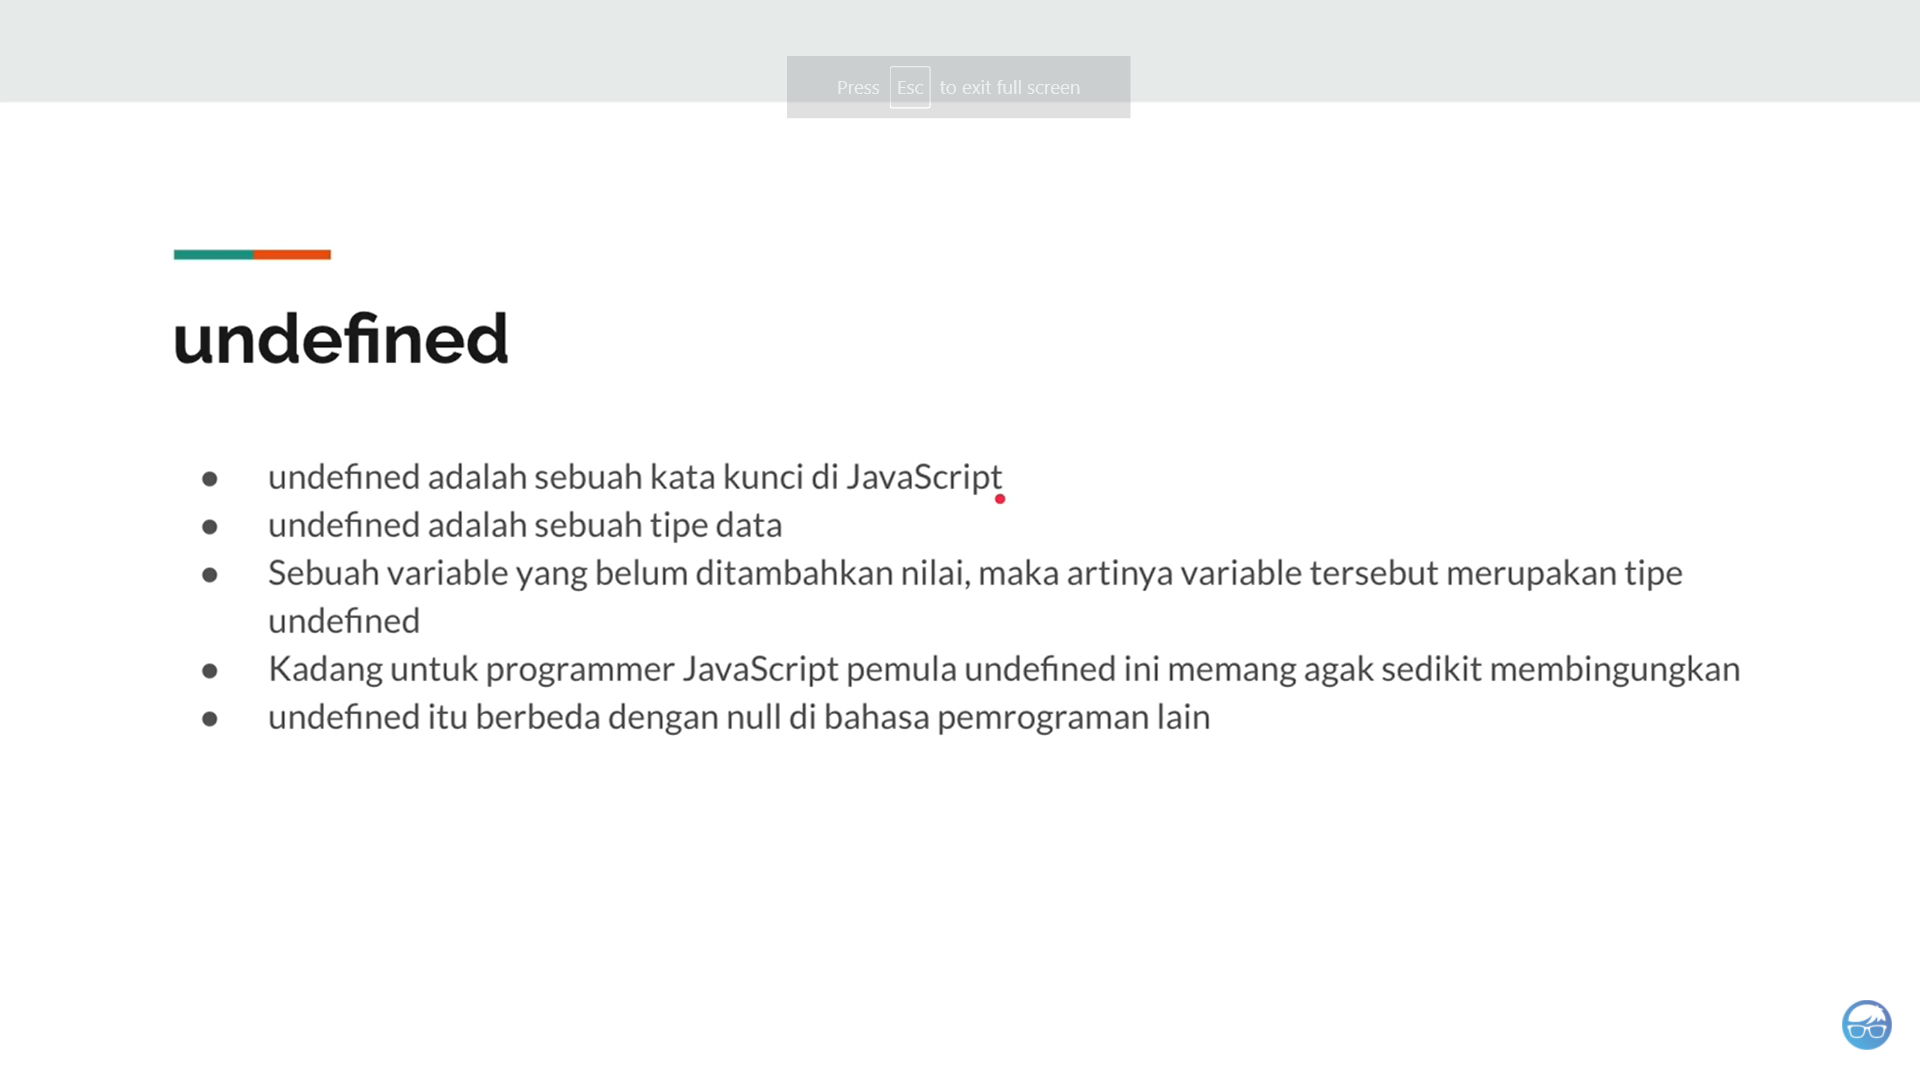 Press Esc to exit full screen
undefined
● undefined adalah sebuah kata kunci di JavaScript
● undefined adalah sebuah tipe data
● Sebuah variable yang belum ditambahkan nilai, maka artinya variable tersebut merupakan tipe
undefined
● Kadang untuk programmer JavaScript pemula undefined ini memang agak sedikit membingungkan
● undefined itu berbeda dengan null di bahasa pemrograman lain